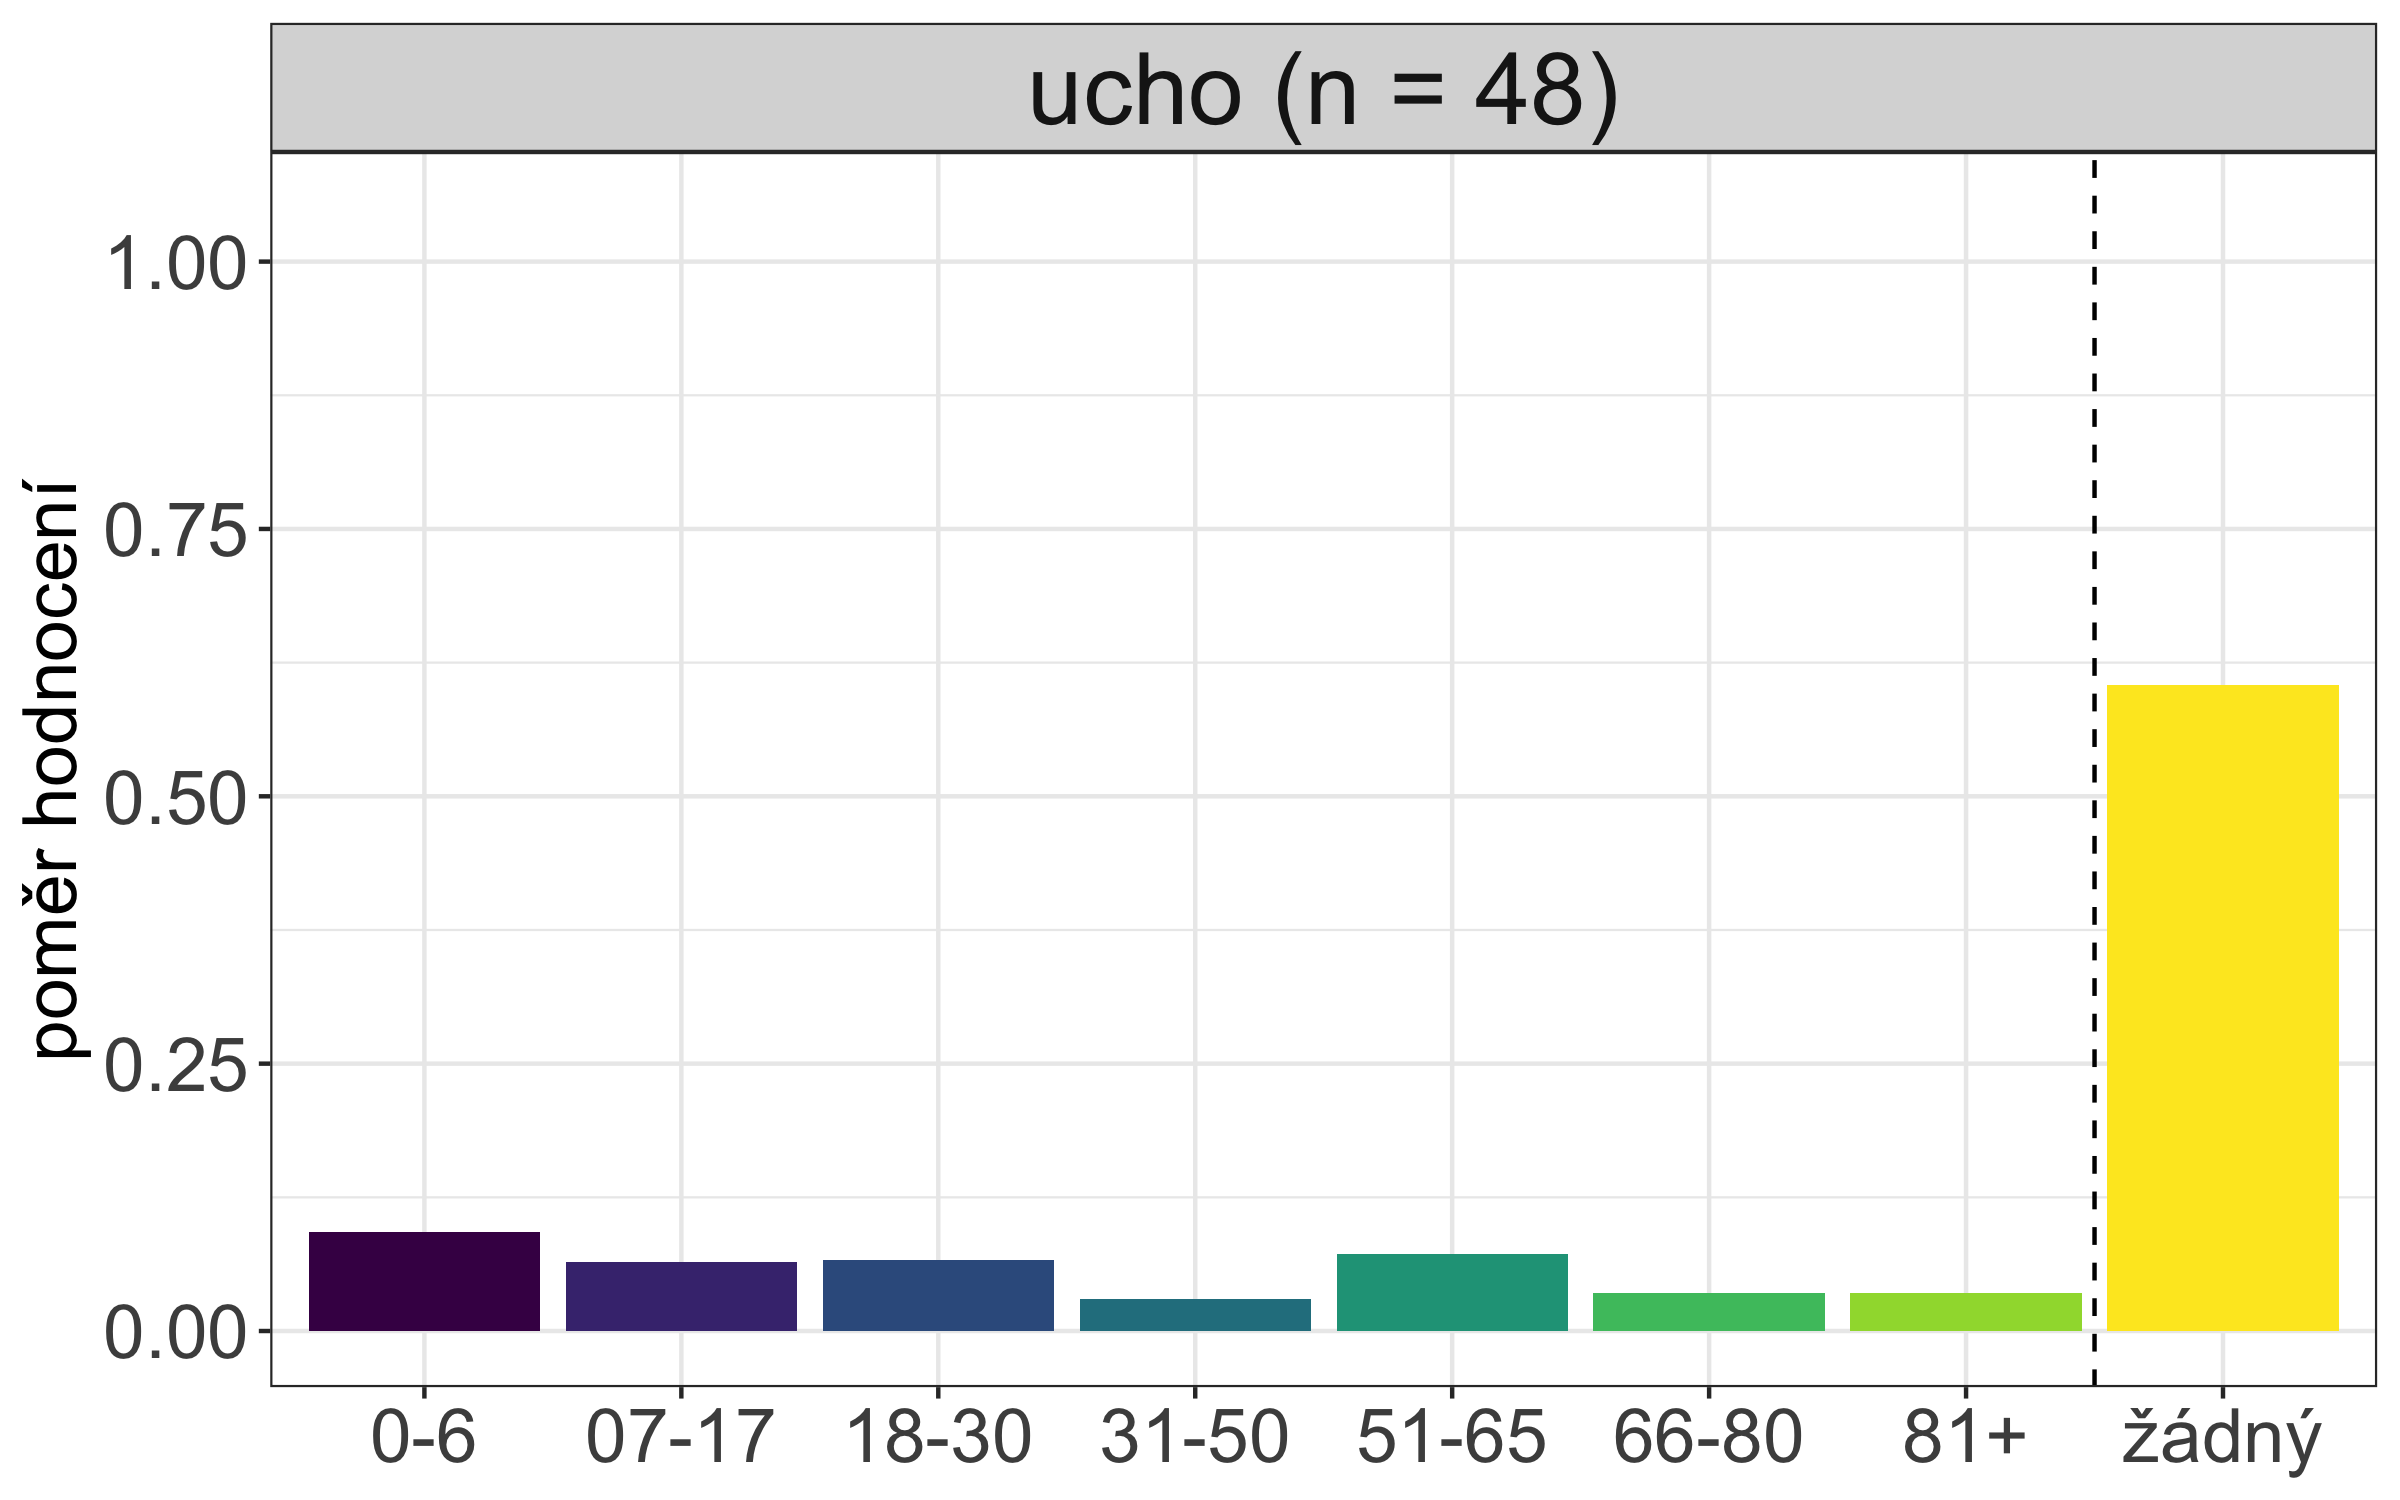 ucho (n = 48)
poměr hodnocení
1.00
0.75
0.50
0.25
0.00
0-6 07-17 18-30 31-50 51-65 66-80 81+ žádný